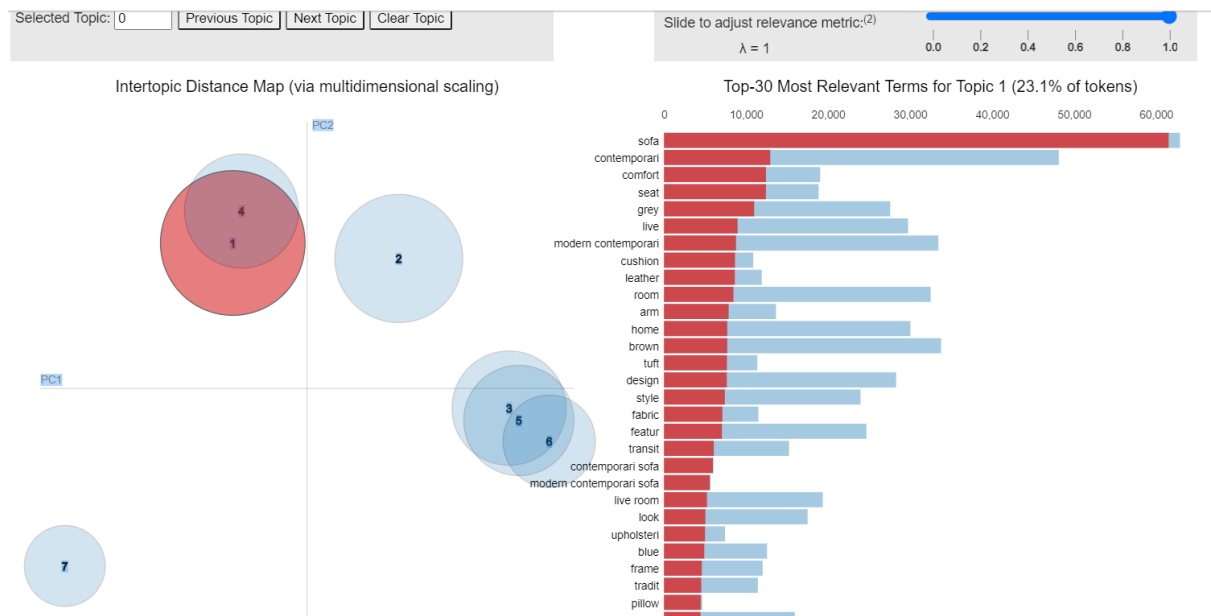 Selected Topic: 0 Previous Topic Next Topic Clear Topic
Slide to adjust relevance metric:(2)
λ = 1
0.0 0.2 0.4 0.6 0.8 1.0
Intertopic Distance Map (via multidimensional scaling)
PC2
PC1
4
1
2
3
5
6
7
Top-30 Most Relevant Terms for Topic 1 (23.1% of tokens)
0 10,000 20,000 30,000 40,000 50,000 60,000
sofa
contemporari
comfort
seat
grey
live
modern contemporari
cushion
leather
room
arm
home
brown
tuft
design
style
fabric
featur
transit
contemporari sofa
modern contemporari sofa
live room
look
upholsteri
blue
frame
tradit
pillow